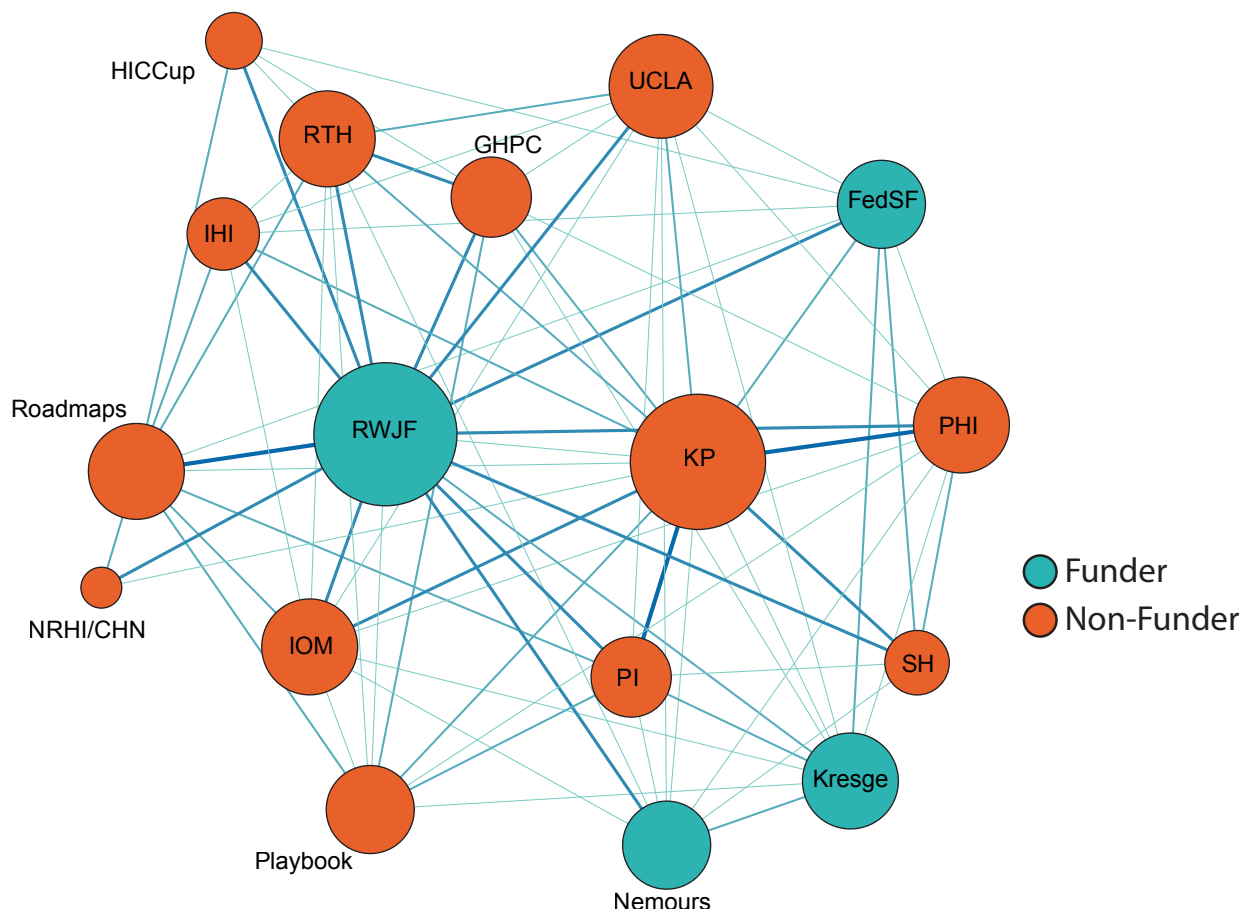 HICCup
UCLA
RTH
GHPC
FedSF
IHI
Roadmaps
RWJF
PHI
KP
Funder
Non-Funder
NRHI/CHN
IOM
SH
PI
Kresge
Playbook
Nemours